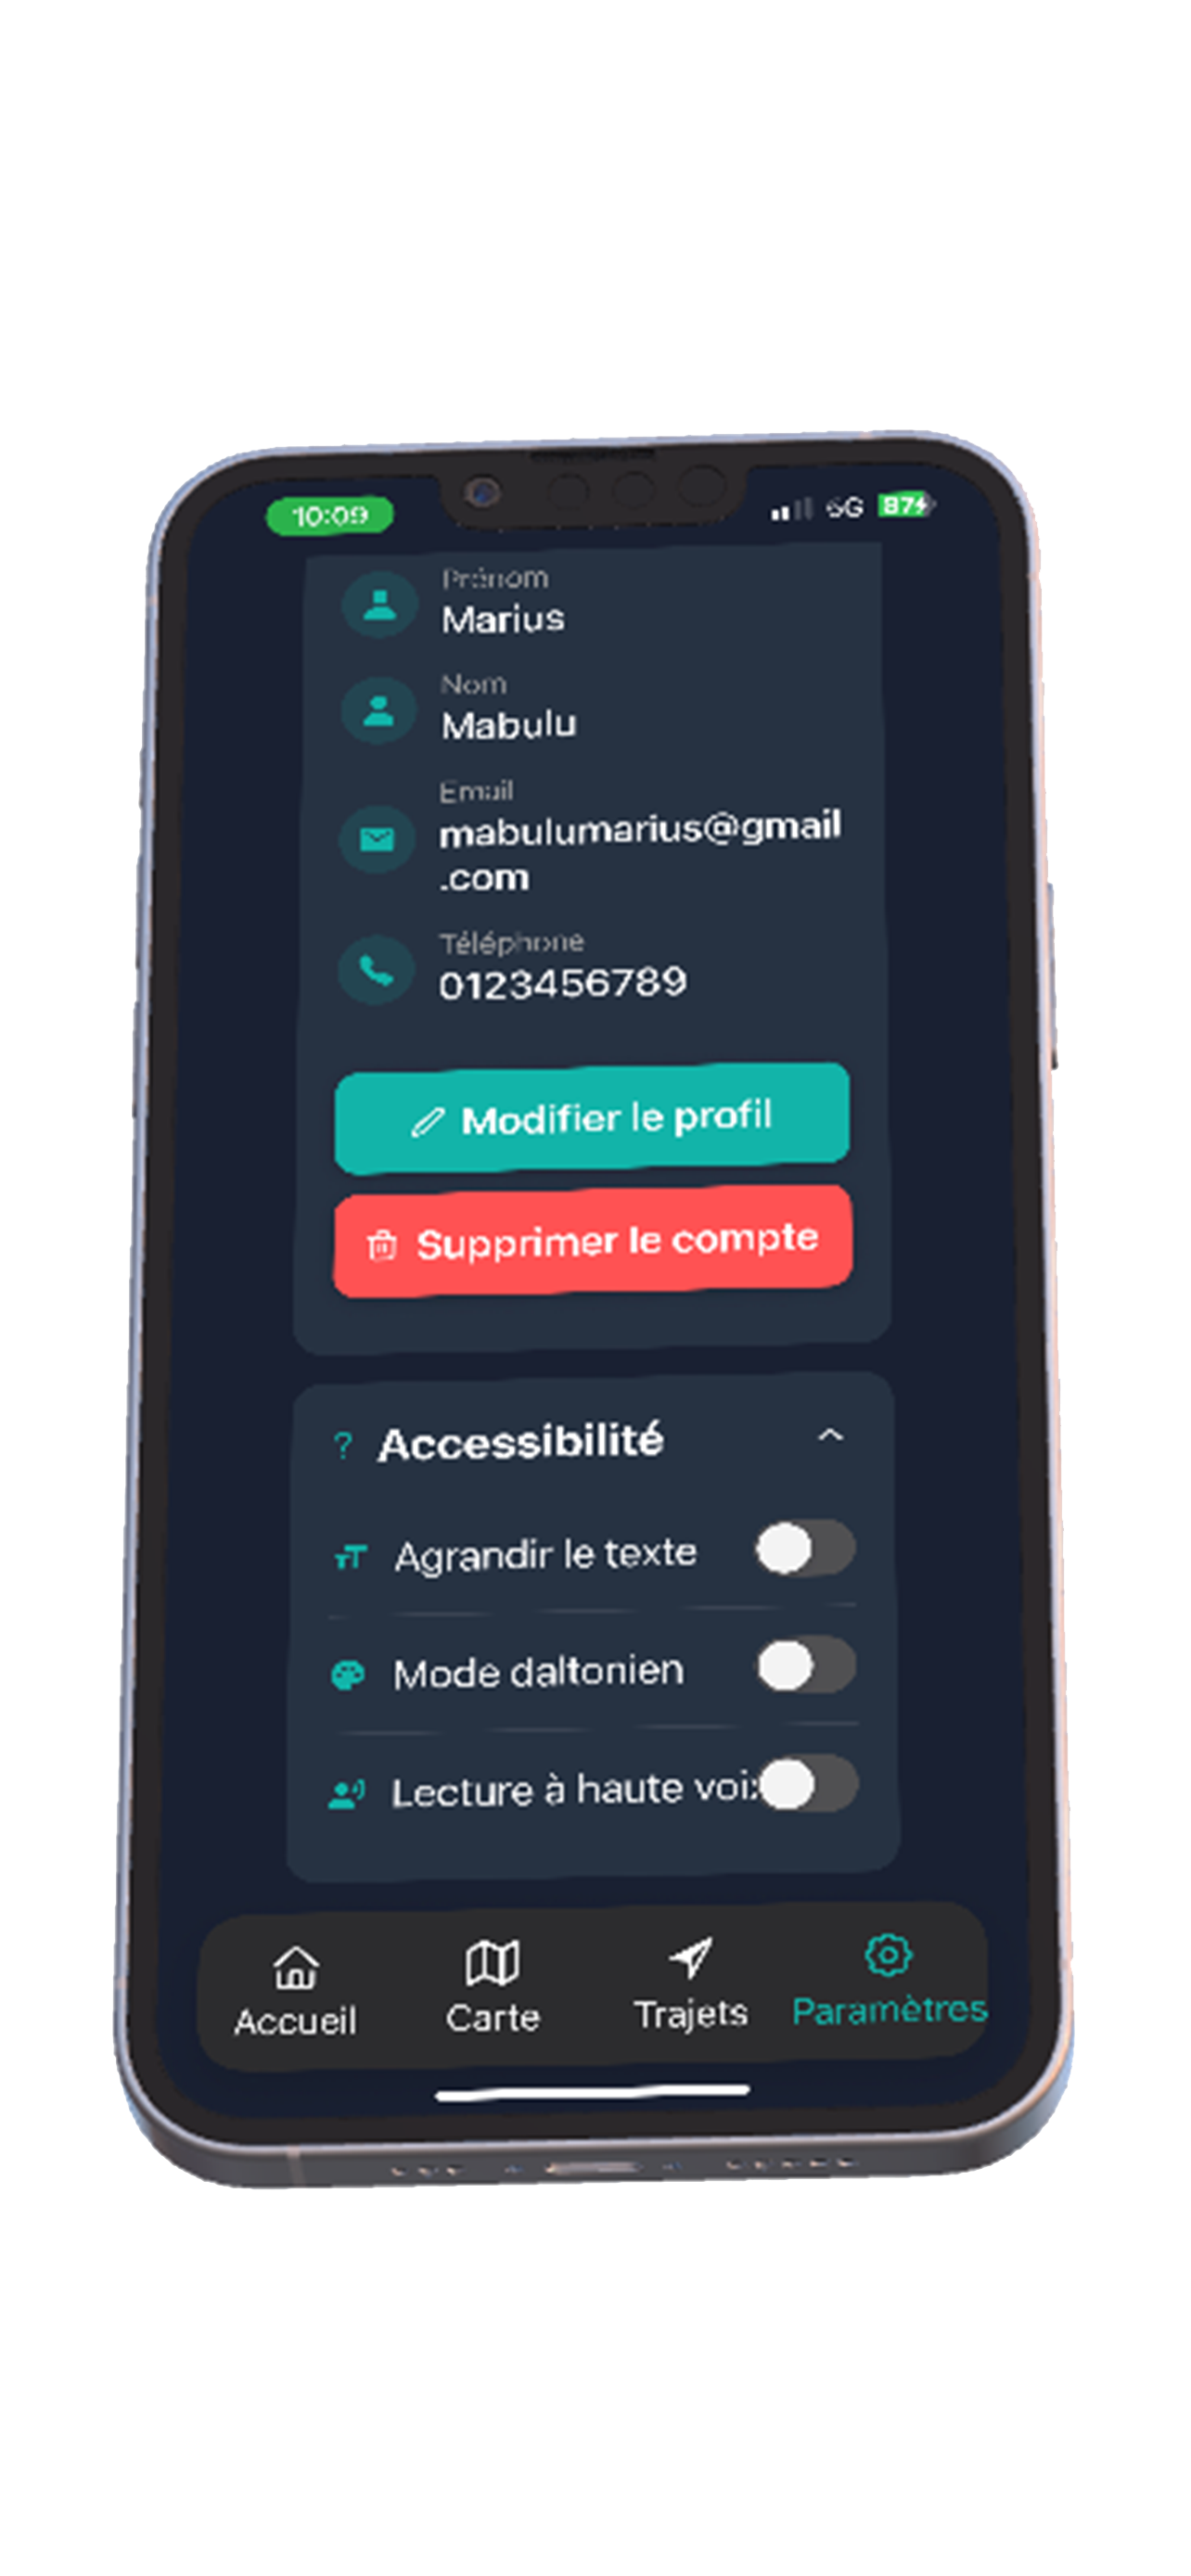 10:09
5G 87
Prénom
Marius
Nom
Mabulu
Email
mabulumarius@gmail
.com
Téléphone
0123456789
Modifier le profil
Supprimer le compte
? Accessibilité
Agrandir le texte
Mode daltonien
Lecture à haute voix
Accueil
Carte
Trajets
Paramètres